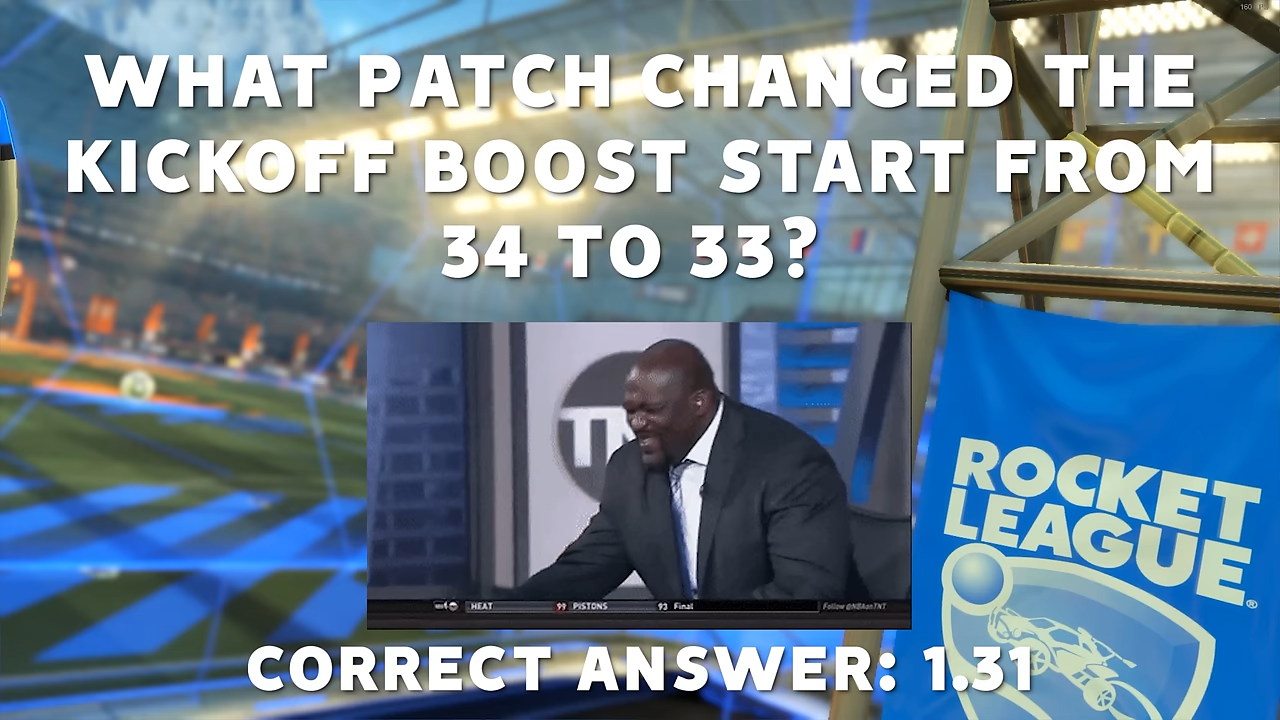 160
WHAT PATCH CHANGED THE
KICKOFF BOOST START FROM
34 TO 33?
HEAT 99 PISTONS 93 Final Follow @NBAonTNT
ROCKET
LEAGUE®
CORRECT ANSWER: 1.31